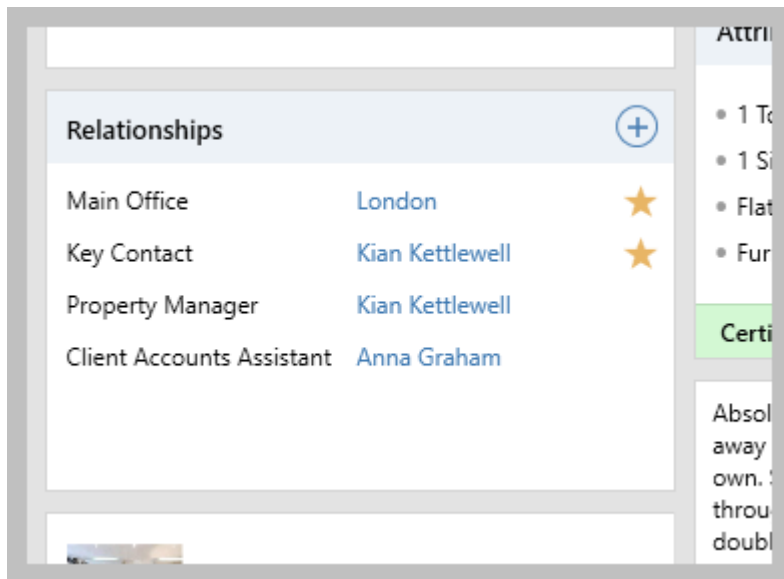 Relationships
Main Office London
Key Contact Kian Kettlewell
Property Manager Kian Kettlewell
Client Accounts Assistant Anna Graham
Attri
1 To
1 Si
Flat
Fur
Certi
Absol
away
own.
throu
doubl